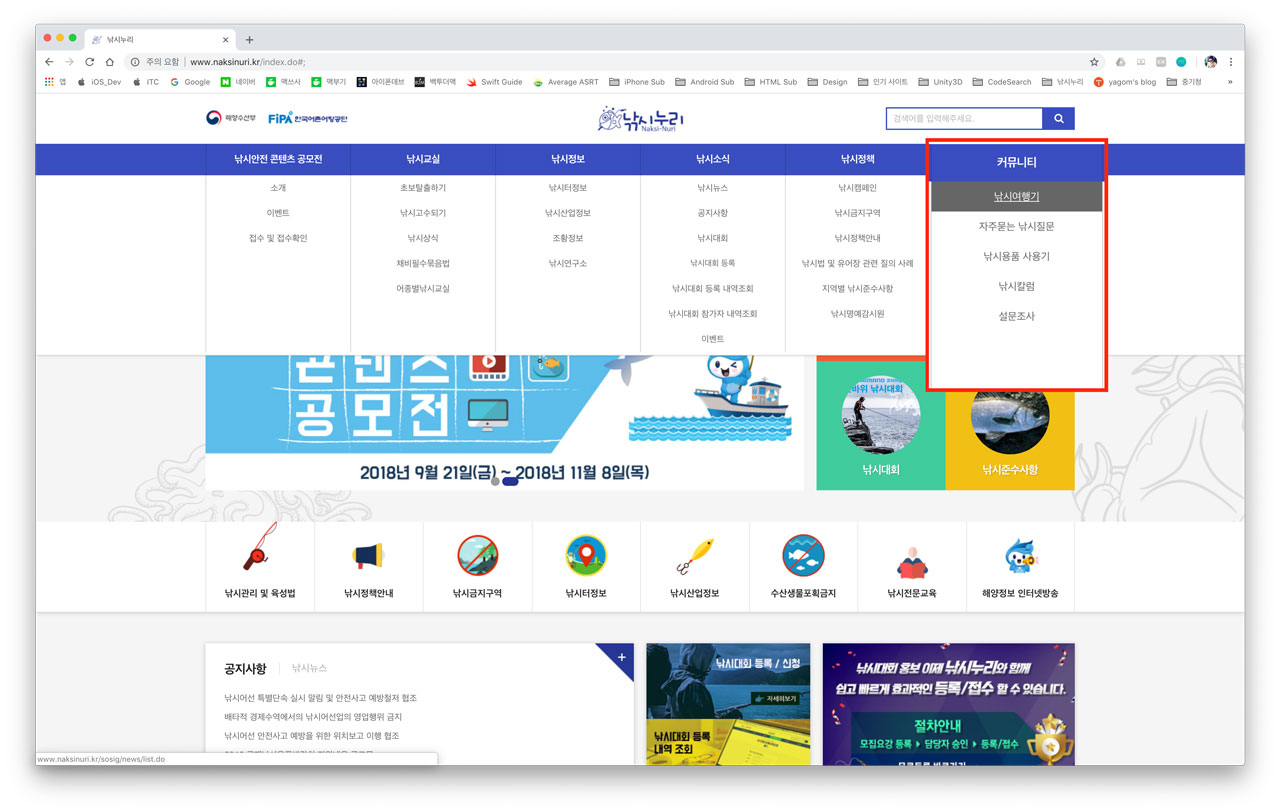 낚시누리
주의 요함 | www.naksinuri.kr/index.do#;
앱 iOS_Dev ITC Google 네이버 맥쓰사 맥부기 아이폰데브 백투더맥 Swift Guide Average ASRT iPhone Sub Android Sub HTML Sub Design 인기 사이트 Unity3D CodeSearch 낚시누리 yagom's blog 중기청 »
해양수산부 FiPA 한국어촌어항공단 낚시누리 Naksi-Nuri 검색어를 입력해주세요.
낚시안전 콘텐츠 공모전 낚시교실 낚시정보 낚시소식 낚시정책 커뮤니티
소개 초보탈출하기 낚시터정보 낚시뉴스 낚시캠페인 낚시여행기
이벤트 낚시고수되기 낚시산업정보 공지사항 낚시금지구역 자주묻는 낚시질문
접수 및 접수확인 낚시상식 조황정보 낚시대회 낚시정책안내 낚시용품 사용기
채비필수묶음법 낚시연구소 낚시대회 등록 낚시법 및 유어장 관련 질의 사례
어종별낚시교실 낚시대회 등록 내역조회 지역별 낚시준수사항 낚시칼럼
낚시대회 참가자 내역조회 낚시명예감시원 설문조사
이벤트
콘텐츠
공모전
2018년 9월 21일(금) ~ 2018년 11월 8일(목)
바위 낚시대회
낚시대회 낚시준수사항
낚시관리 및 육성법 낚시정책안내 낚시금지구역 낚시터정보 낚시산업정보 수산생물포획금지 낚시전문교육 해양정보 인터넷방송
공지사항 낚시뉴스 +
낚시어선 특별단속 실시 알림 및 안전사고 예방철저 협조
배타적 경제수역에서의 낚시어선업의 영업행위 금지
낚시어선 안전사고 예방을 위한 위치보고 이행 협조
낚시대회 등록 / 신청
자세히보기
낚시대회 등록
내역 조회
낚시대회 홍보 이제 낚시누리와 함께
쉽고 빠르게 효과적인 등록/접수 할 수 있습니다.
절차안내
모집요강 등록 ▸ 담당자 승인 ▸ 등록/접수
www.naksinuri.kr/sosig/news/list.do